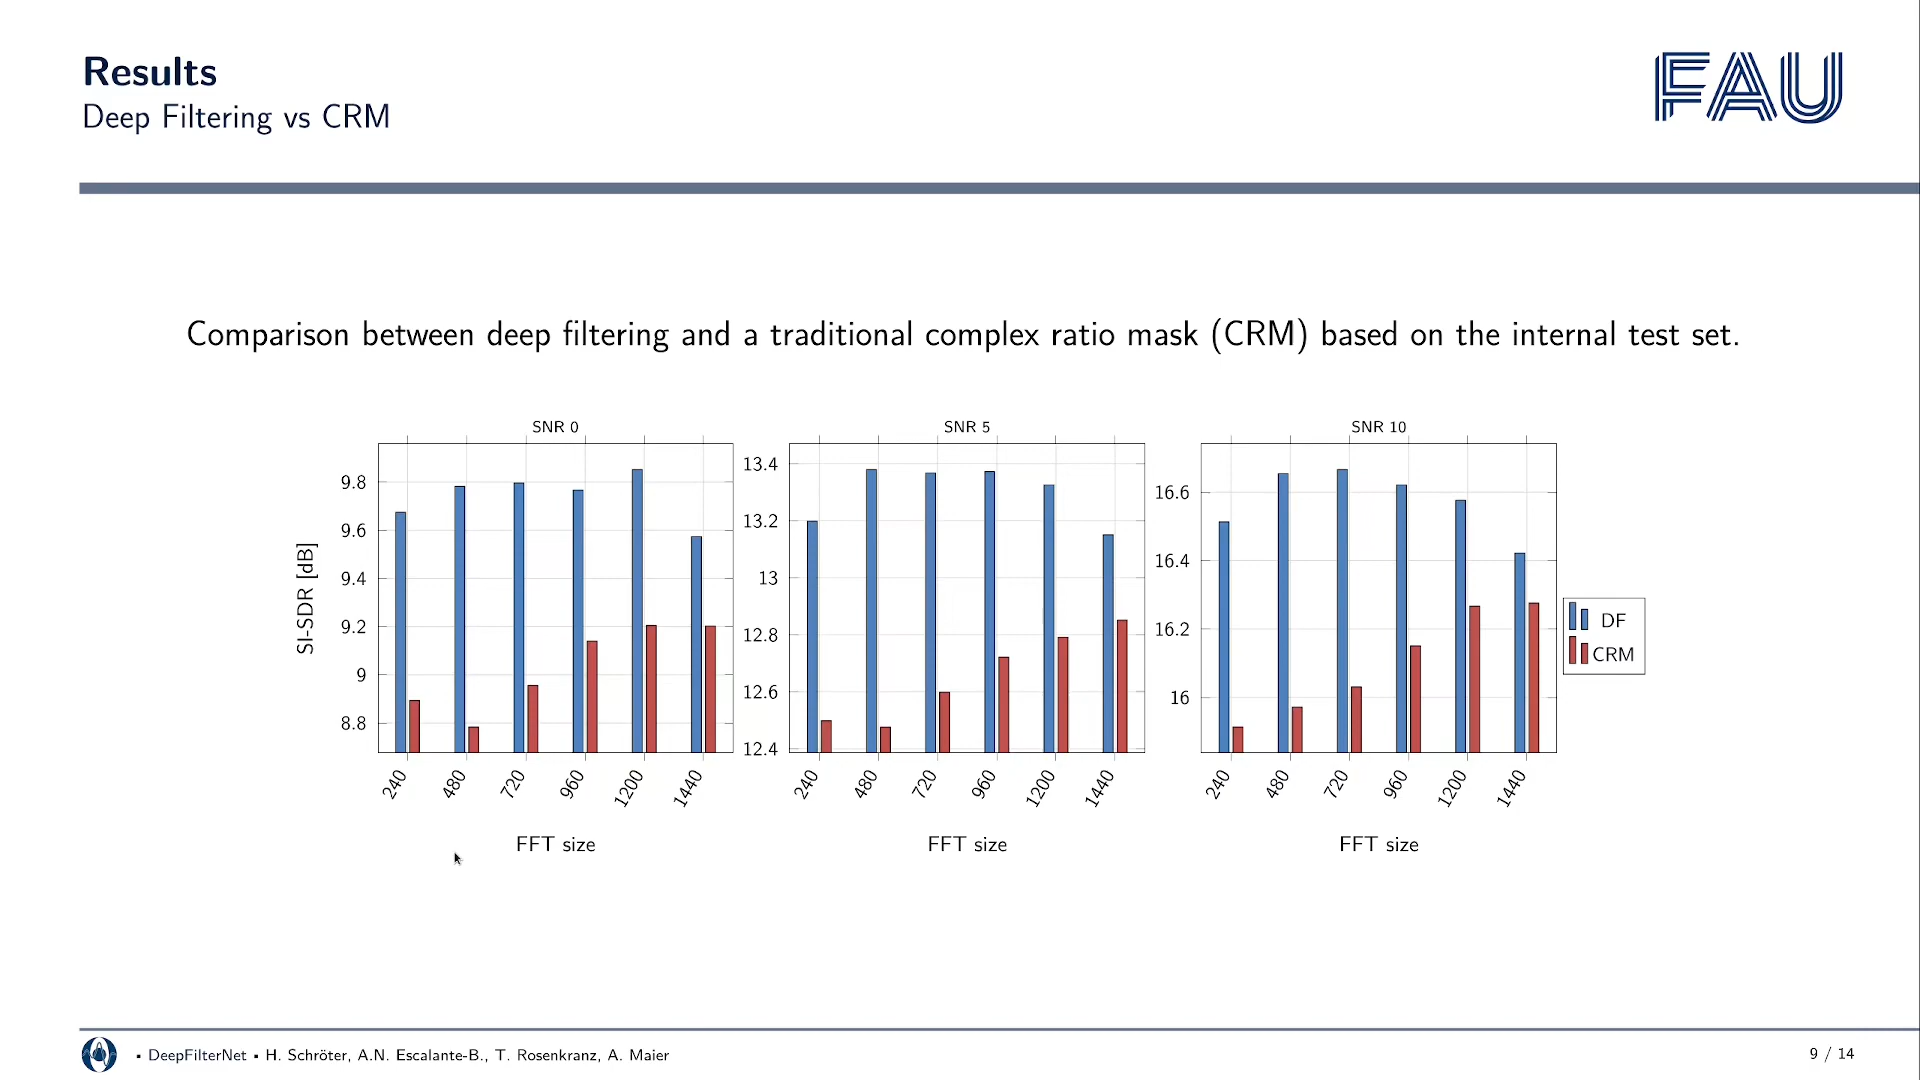 Results
Deep Filtering vs CRM
FAU
Comparison between deep filtering and a traditional complex ratio mask (CRM) based on the internal test set.
SNR 0
SI-SDR [dB]
9.8
9.6
9.4
9.2
9
8.8
240 480 720 960 1200 1440
FFT size
SNR 5
13.4
13.2
13
12.8
12.6
12.4
240 480 720 960 1200 1440
FFT size
SNR 10
16.6
16.4
16.2
16
240 480 720 960 1200 1440
FFT size
DF
CRM
▪ DeepFilterNet ▪ H. Schröter, A.N. Escalante-B., T. Rosenkranz, A. Maier
9 / 14